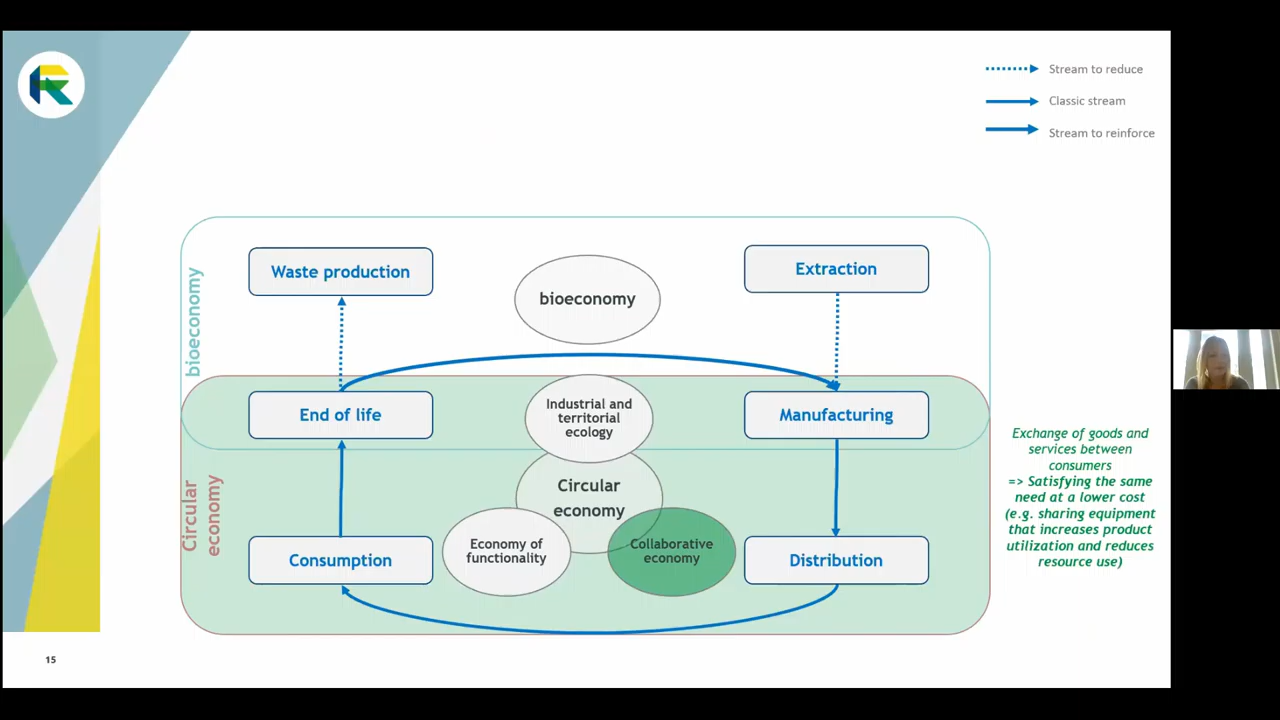 Stream to reduce
Classic stream
Stream to reinforce
bioeconomy
Waste production
bioeconomy
Extraction
End of life
Industrial and
territorial
ecology
Manufacturing
Circular
economy
Circular
economy
Consumption
Economy of
functionality
Collaborative
economy
Distribution
Exchange of goods and
services between
consumers
=> Satisfying the same
need at a lower cost
(e.g. sharing equipment
that increases product
utilization and reduces
resource use)
15